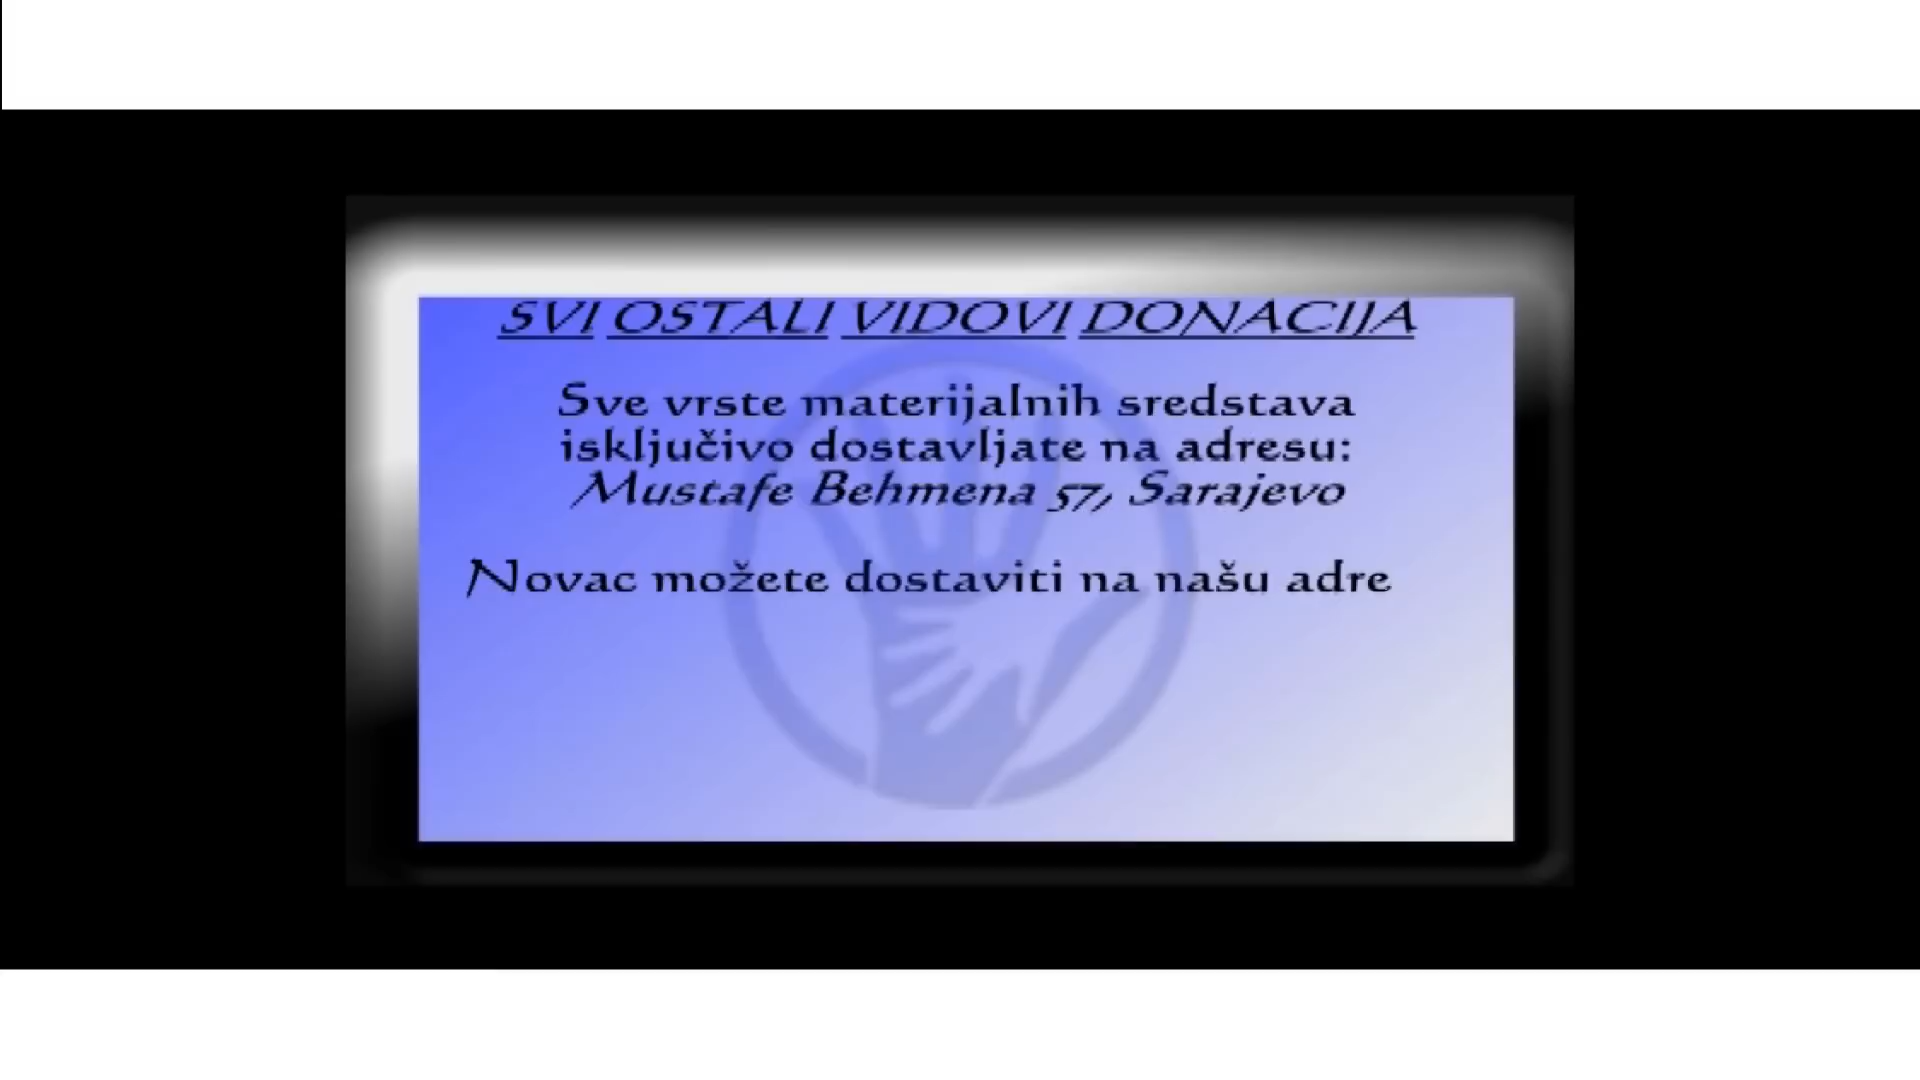 SVI OSTALI VIDOVI DONACIJA
Sve vrste materijalnih sredstava
isključivo dostavljate na adresu:
Mustafe Behmena 57, Sarajevo
Novac možete dostaviti na našu adre